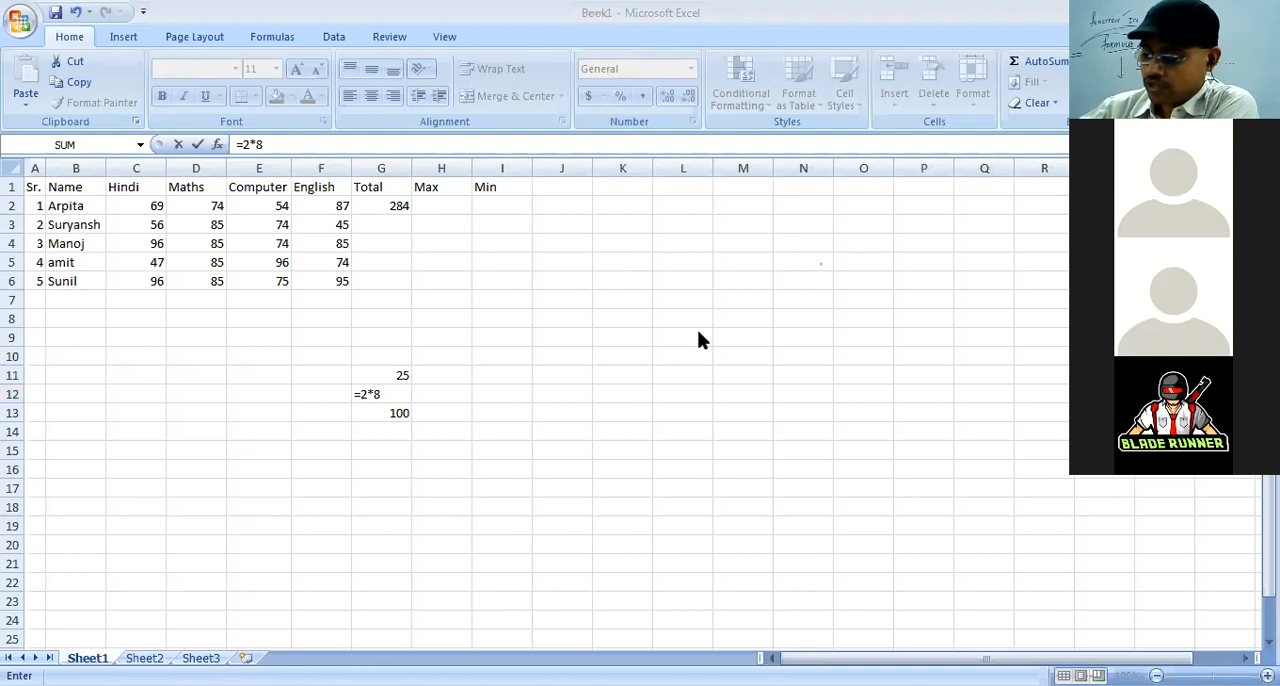 Book1 - Microsoft Excel
Home Insert Page Layout Formulas Data Review View
Paste
Cut
Copy
Format Painter
Clipboard
11
A A
B I U
A
Font
Wrap Text
Merge & Center
Alignment
General
$ % ,
Number
Conditional Formatting
Format as Table
Cell Styles
Styles
Insert
Delete
Format
Cells
Σ AutoSum
Fill
Clear
function IN
Formula
SUM fx =2*8
A B C D E F G H I J K L M N O P Q R
1 Sr. Name Hindi Maths Computer English Total Max Min
2 1 Arpita 69 74 54 87 284
3 2 Suryansh 56 85 74 45
4 3 Manoj 96 85 74 85
5 4 amit 47 85 96 74
6 5 Sunil 96 85 75 95
7
8
9
10
11 25
12 =2*8
13 100
14
15
16
17
18
19
20
21
22
23
24
25
BLADE RUNNER
Sheet1 Sheet2 Sheet3
Enter
100%